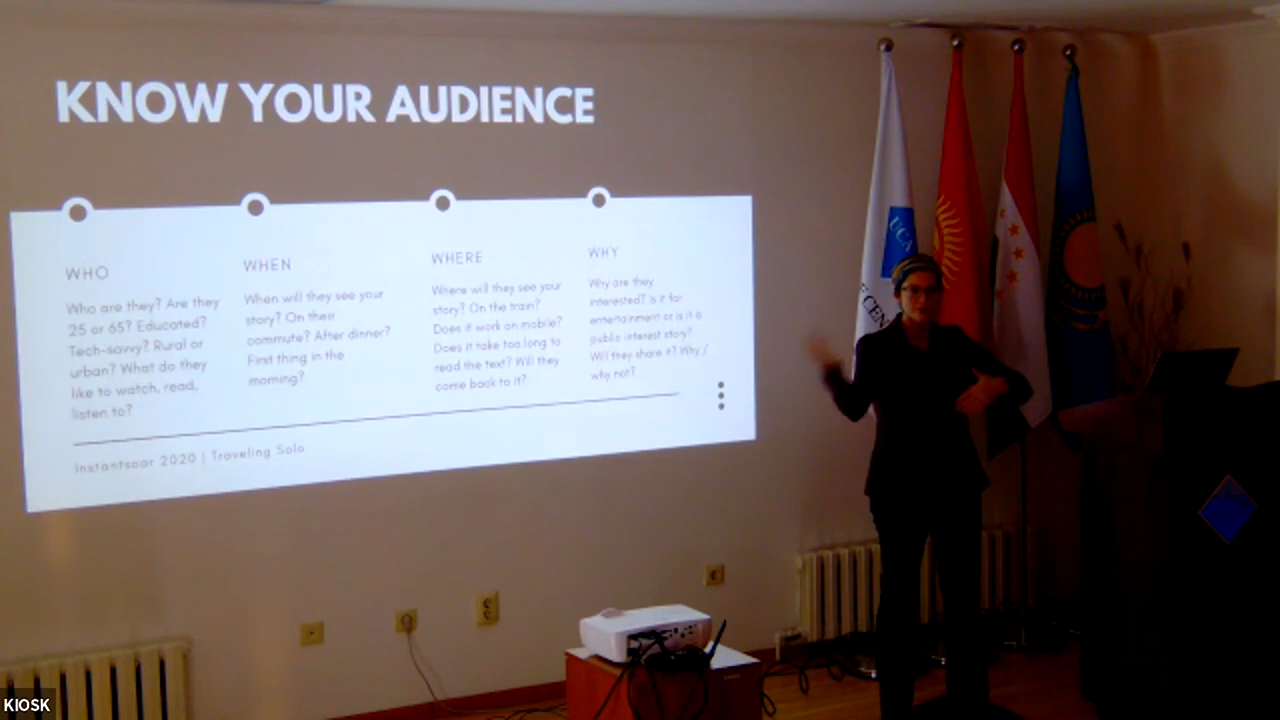 KNOW YOUR AUDIENCE
WHO
Who are they? Are they
25 or 65? Educated?
Tech-savvy? Rural or
urban? What do they
like to watch, read,
listen to?
WHEN
When will they see your
story? On their
commute? After dinner?
First thing in the
morning?
WHERE
Where will they see your
story? On the train?
Does it work on mobile?
Does it take too long to
read the text? Will they
come back to it?
WHY
Why are they
interested? Is it for
entertainment or is it a
public interest story?
Will they share it? Why /
why not?
Instantsoar 2020 | Traveling Solo
UCA
E CEN
KIOSK